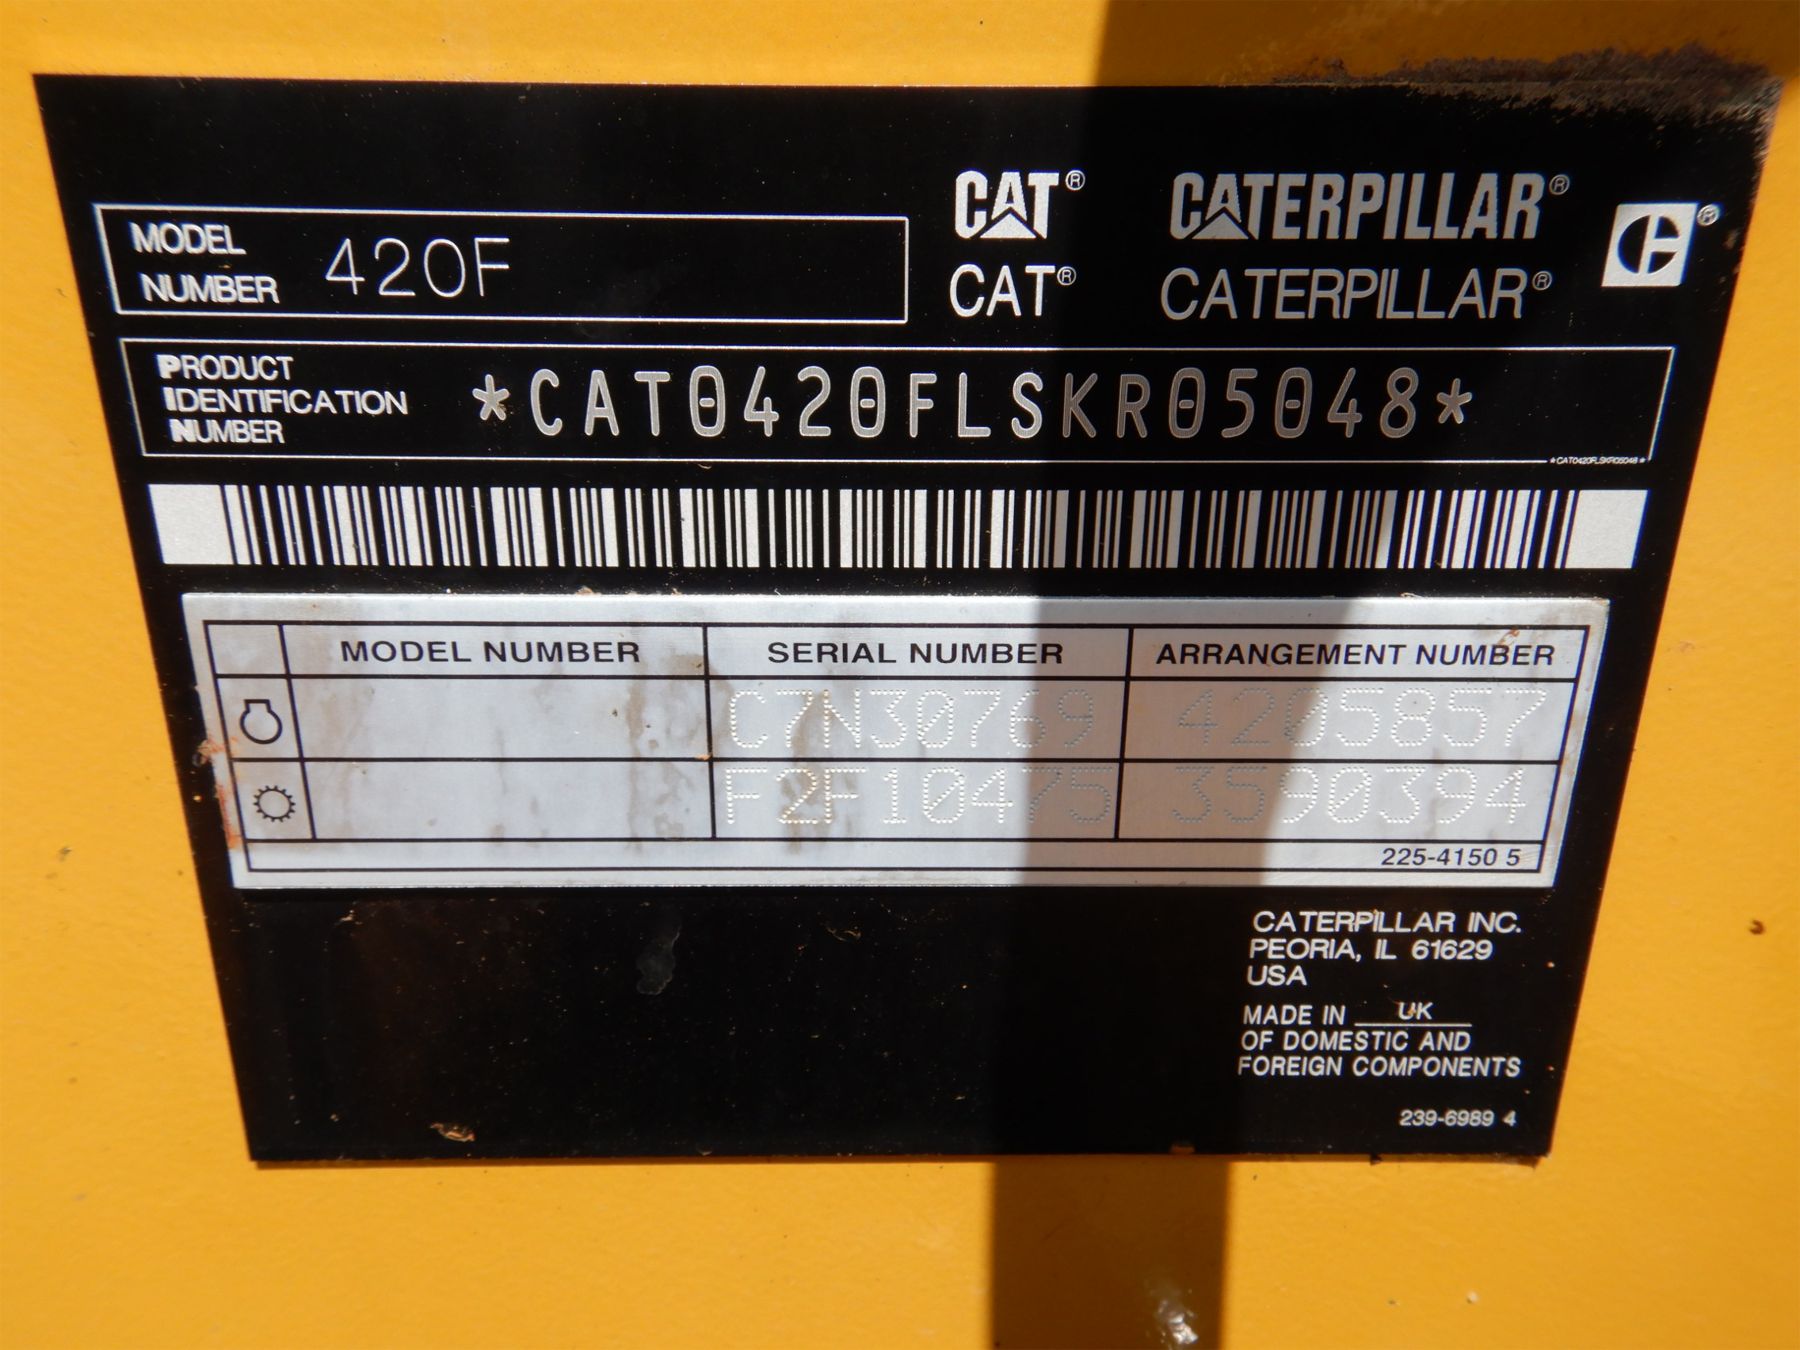 CAT® CATERPILLAR® ®
MODEL NUMBER 420F
CAT® CATERPILLAR®
PRODUCT IDENTIFICATION NUMBER *CAT0420FLSKR05048*
*CAT0420FLSKR05048*
MODEL NUMBER SERIAL NUMBER ARRANGEMENT NUMBER
C7N30769 4205857
F2F10475 3590394
225-4150 5
CATERPILLAR INC.
PEORIA, IL 61629
USA
MADE IN UK
OF DOMESTIC AND
FOREIGN COMPONENTS
239-6989 4